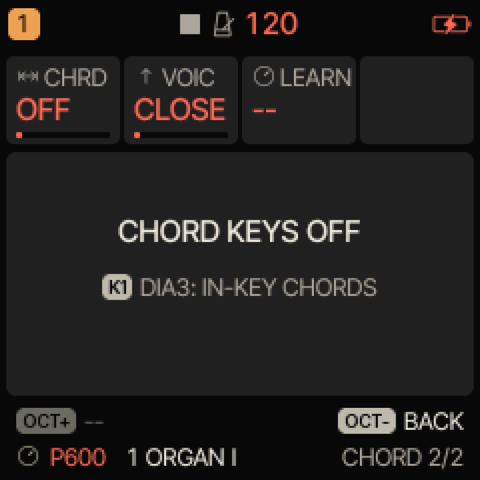 1 120
CHRD VOIC LEARN
OFF CLOSE --
CHORD KEYS OFF
K1 DIA3: IN-KEY CHORDS
OCT+ -- OCT- BACK
P600 1 ORGAN I CHORD 2/2